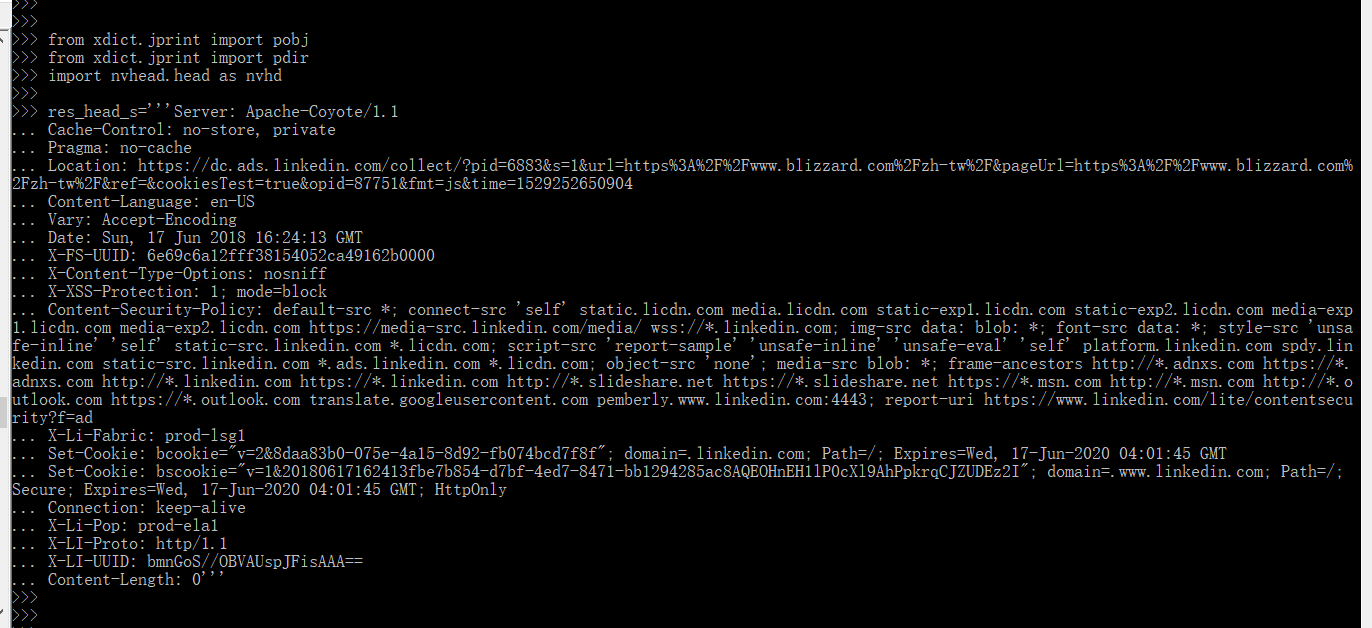 >>>
>>>
>>> from xdict.jprint import pobj
>>> from xdict.jprint import pdir
>>> import nvhead.head as nvhd
>>>
>>> res_head_s='''Server: Apache-Coyote/1.1
... Cache-Control: no-store, private
... Pragma: no-cache
... Location: https://dc.ads.linkedin.com/collect/?pid=6883&s=1&url=https%3A%2F%2Fwww.blizzard.com%2Fzh-tw%2F&pageUrl=https%3A%2F%2Fwww.blizzard.com%
2Fzh-tw%2F&ref=&cookiesTest=true&opid=87751&fmt=js&time=1529252650904
... Content-Language: en-US
... Vary: Accept-Encoding
... Date: Sun, 17 Jun 2018 16:24:13 GMT
... X-FS-UUID: 6e69c6a12fff38154052ca49162b0000
... X-Content-Type-Options: nosniff
... X-XSS-Protection: 1; mode=block
... Content-Security-Policy: default-src *; connect-src 'self' static.licdn.com media.licdn.com static-exp1.licdn.com static-exp2.licdn.com media-exp
1.licdn.com media-exp2.licdn.com https://media-src.linkedin.com/media/ wss://*.linkedin.com; img-src data: blob: *; font-src data: *; style-src 'unsa
fe-inline' 'self' static-src.linkedin.com *.licdn.com; script-src 'report-sample' 'unsafe-inline' 'unsafe-eval' 'self' platform.linkedin.com spdy.lin
kedin.com static-src.linkedin.com *.ads.linkedin.com *.licdn.com; object-src 'none'; media-src blob: *; frame-ancestors http://*.adnxs.com https://*.
adnxs.com http://*.linkedin.com https://*.linkedin.com http://*.slideshare.net https://*.slideshare.net https://*.msn.com http://*.msn.com http://*.o
utlook.com https://*.outlook.com translate.googleusercontent.com pemberly.www.linkedin.com:4443; report-uri https://www.linkedin.com/lite/contentsecu
rity?f=ad
... X-Li-Fabric: prod-lsg1
... Set-Cookie: bcookie="v=2&8daa83b0-075e-4a15-8d92-fb074bcd7f8f"; domain=.linkedin.com; Path=/; Expires=Wed, 17-Jun-2020 04:01:45 GMT
... Set-Cookie: bscookie="v=1&20180617162413fbe7b854-d7bf-4ed7-8471-bb1294285ac8AQEOHnEH1lP0cXl9AhPpkrqCJZUDEz2I"; domain=.www.linkedin.com; Path=/;
Secure; Expires=Wed, 17-Jun-2020 04:01:45 GMT; HttpOnly
... Connection: keep-alive
... X-Li-Pop: prod-ela1
... X-LI-Proto: http/1.1
... X-LI-UUID: bmnGoS//OBVAUspJFisAAA==
... Content-Length: 0'''
>>>
>>>